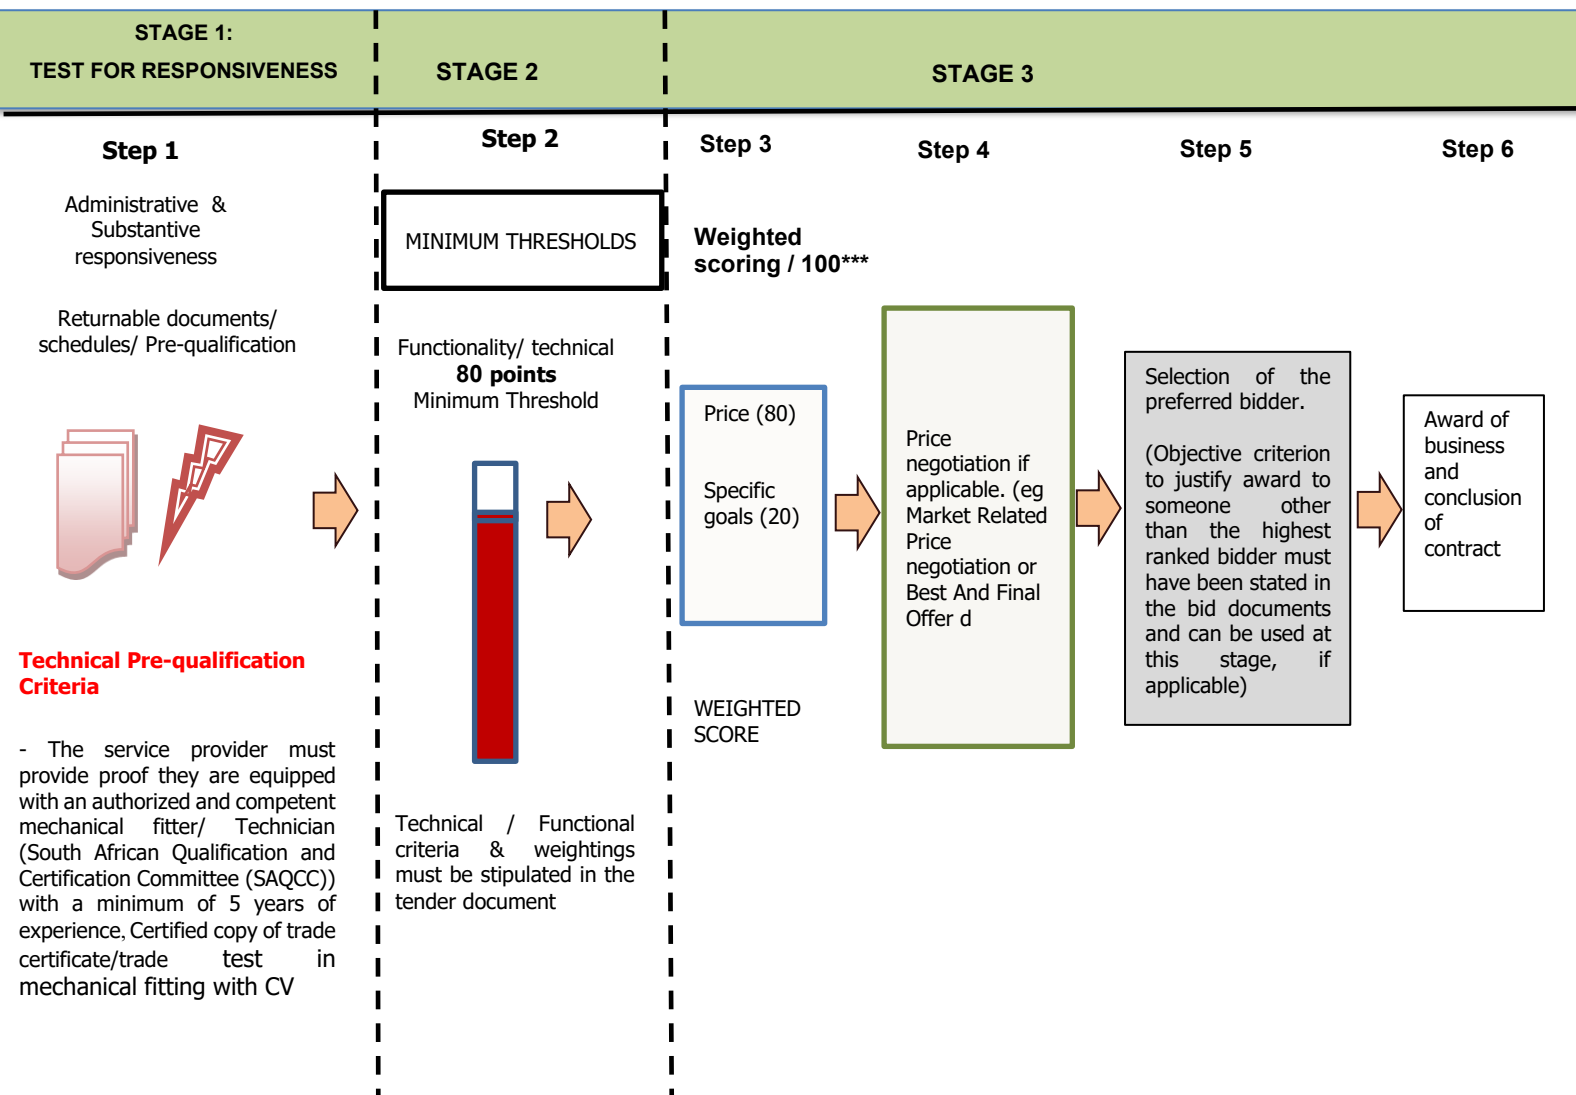 STAGE 1:
TEST FOR RESPONSIVENESS
STAGE 2
STAGE 3
Step 1
Step 2
Step 3
Step 4
Step 5
Step 6
Administrative &
Substantive
responsiveness
Returnable documents/
schedules/ Pre-qualification
Technical Pre-qualification
Criteria
- The service provider must
provide proof they are equipped
with an authorized and competent
mechanical fitter/ Technician
(South African Qualification and
Certification Committee (SAQCC))
with a minimum of 5 years of
experience, Certified copy of trade
certificate/trade test in
mechanical fitting with CV
MINIMUM THRESHOLDS
Functionality/ technical
80 points
Minimum Threshold
Technical / Functional
criteria & weightings
must be stipulated in the
tender document
Weighted
scoring / 100***
Price (80)
Specific
goals (20)
WEIGHTED
SCORE
Price
negotiation if
applicable. (eg
Market Related
Price
negotiation or
Best And Final
Offer d
Selection of the
preferred bidder.
(Objective criterion
to justify award to
someone other
than the highest
ranked bidder must
have been stated in
the bid documents
and can be used at
this stage, if
applicable)
Award of
business
and
conclusion
of
contract